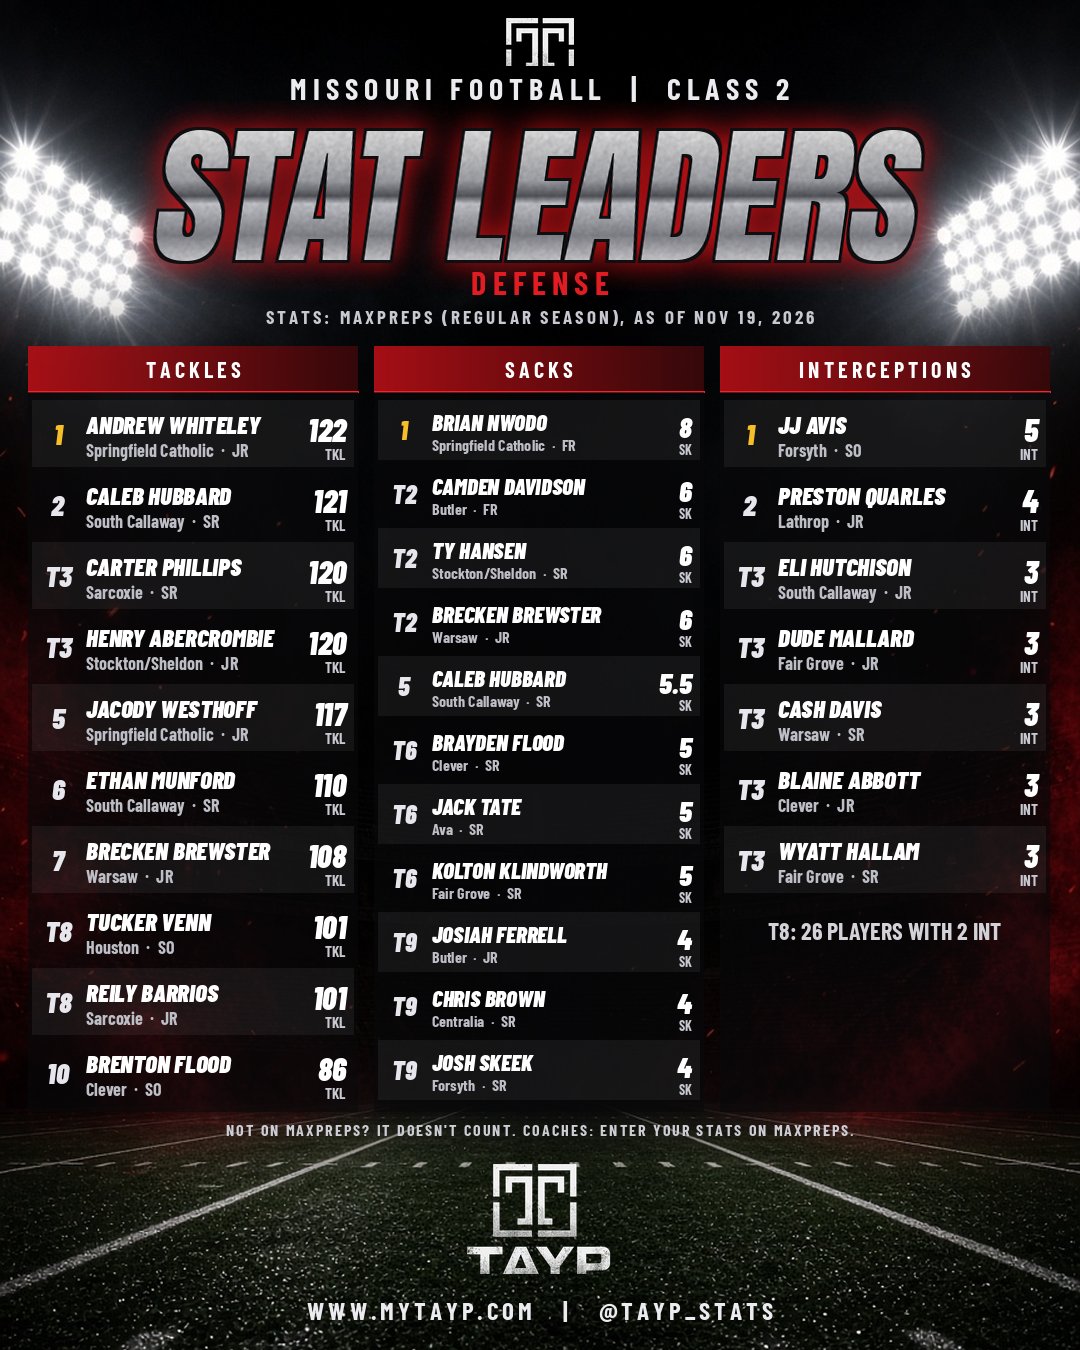 MISSOURI FOOTBALL | CLASS 2
STAT LEADERS
DEFENSE
STATS: MAXPREPS (REGULAR SEASON), AS OF NOV 19, 2026
TACKLES
1 ANDREW WHITELEY 122
Springfield Catholic · JR TKL
2 CALEB HUBBARD 121
South Callaway · SR TKL
T3 CARTER PHILLIPS 120
Sarcoxie · SR TKL
T3 HENRY ABERCROMBIE 120
Stockton/Sheldon · JR TKL
5 JACODY WESTHOFF 117
Springfield Catholic · JR TKL
6 ETHAN MUNFORD 110
South Callaway · SR TKL
7 BRECKEN BREWSTER 108
Warsaw · JR TKL
T8 TUCKER VENN 101
Houston · SO TKL
T8 REILY BARRIOS 101
Sarcoxie · JR TKL
10 BRENTON FLOOD 86
Clever · SO TKL
SACKS
1 BRIAN NWODO 8
Springfield Catholic · FR SK
T2 CAMDEN DAVIDSON 6
Butler · FR SK
T2 TY HANSEN 6
Stockton/Sheldon · SR SK
T2 BRECKEN BREWSTER 6
Warsaw · JR SK
5 CALEB HUBBARD 5.5
South Callaway · SR SK
T6 BRAYDEN FLOOD 5
Clever · SR SK
T6 JACK TATE 5
Ava · SR SK
T6 KOLTON KLINDWORTH 5
Fair Grove · SR SK
T9 JOSIAH FERRELL 4
Butler · JR SK
T9 CHRIS BROWN 4
Centralia · SR SK
T9 JOSH SKEEK 4
Forsyth · SR SK
INTERCEPTIONS
1 JJ AVIS 5
Forsyth · SO INT
2 PRESTON QUARLES 4
Lathrop · JR INT
T3 ELI HUTCHISON 3
South Callaway · JR INT
T3 DUDE MALLARD 3
Fair Grove · JR INT
T3 CASH DAVIS 3
Warsaw · SR INT
T3 BLAINE ABBOTT 3
Clever · JR INT
T3 WYATT HALLAM 3
Fair Grove · SR INT
T8: 26 PLAYERS WITH 2 INT
NOT ON MAXPREPS? IT DOESN'T COUNT. COACHES: ENTER YOUR STATS ON MAXPREPS.
TAYP
WWW.MYTAYP.COM | @TAYP_STATS